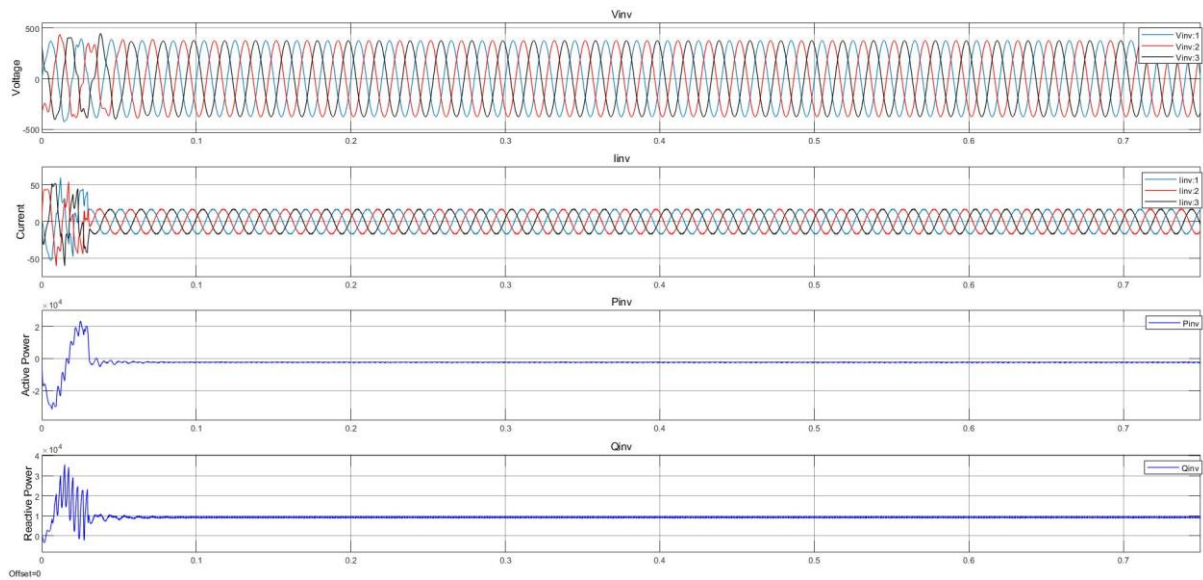 Vinv
500
0
-500
Voltage
Vinv:1
Vinv:2
Vinv:3
0 0.1 0.2 0.3 0.4 0.5 0.6 0.7
Iinv
50
0
-50
Current
Iinv:1
Iinv:2
Iinv:3
0 0.1 0.2 0.3 0.4 0.5 0.6 0.7
Pinv
× 10^4
2
0
-2
Active Power
Pinv
0 0.1 0.2 0.3 0.4 0.5 0.6 0.7
Qinv
× 10^4
4
3
2
1
0
Reactive Power
Qinv
0 0.1 0.2 0.3 0.4 0.5 0.6 0.7
Offset=0